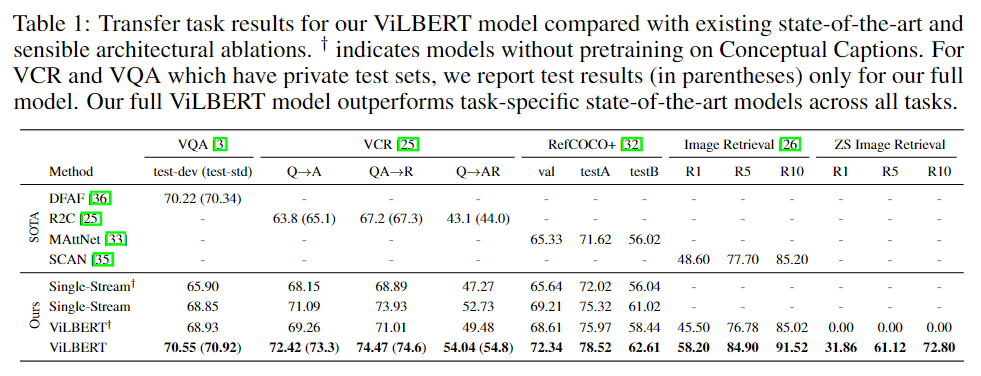 Table 1: Transfer task results for our ViLBERT model compared with existing state-of-the-art and
sensible architectural ablations. † indicates models without pretraining on Conceptual Captions. For
VCR and VQA which have private test sets, we report test results (in parentheses) only for our full
model. Our full ViLBERT model outperforms task-specific state-of-the-art models across all tasks.
VQA [3] VCR [25] RefCOCO+ [32] Image Retrieval [26] ZS Image Retrieval
Method test-dev (test-std) Q→A QA→R Q→AR val testA testB R1 R5 R10 R1 R5 R10
SOTA
DFAF [36] 70.22 (70.34) - - - - - - - - - - - -
R2C [25] - 63.8 (65.1) 67.2 (67.3) 43.1 (44.0) - - - - - - - - -
MAttNet [33] - - - - 65.33 71.62 56.02 - - - - - -
SCAN [35] - - - - - - - 48.60 77.70 85.20 - - -
Ours
Single-Stream† 65.90 68.15 68.89 47.27 65.64 72.02 56.04 - - - - - -
Single-Stream 68.85 71.09 73.93 52.73 69.21 75.32 61.02 - - - - - -
ViLBERT† 68.93 69.26 71.01 49.48 68.61 75.97 58.44 45.50 76.78 85.02 0.00 0.00 0.00
ViLBERT 70.55 (70.92) 72.42 (73.3) 74.47 (74.6) 54.04 (54.8) 72.34 78.52 62.61 58.20 84.90 91.52 31.86 61.12 72.80